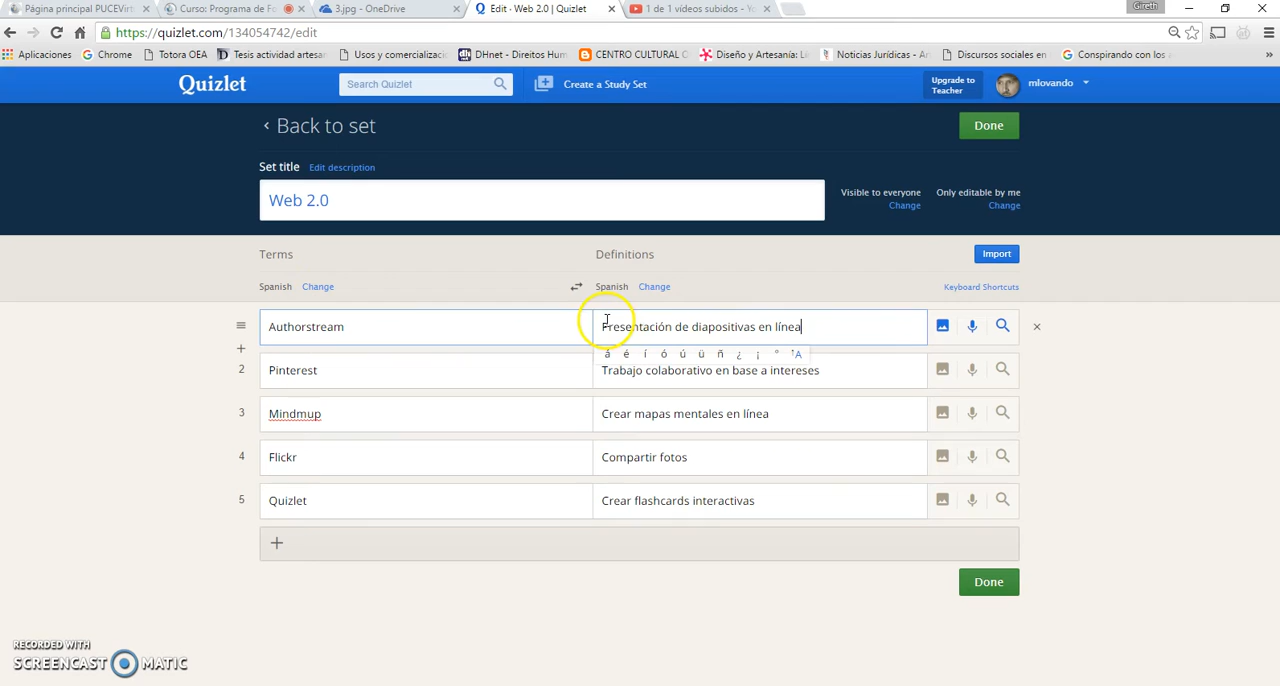 Página principal PUCEVirt
Curso: Programa de Fo
3.jpg - OneDrive
Edit - Web 2.0 | Quizlet
1 de 1 vídeos subidos - Yo
Gireth
https://quizlet.com/134054742/edit
Aplicaciones
Chrome
Totora OEA
Tesis actividad artesan
Usos y comercializació
DHnet - Direitos Hum
CENTRO CULTURAL C
Diseño y Artesanía: Lí
Noticias Jurídicas - Ar
Discursos sociales en
Conspirando con los
Quizlet
Search Quizlet
Create a Study Set
Upgrade to
Teacher
mlovando
Back to set
Done
Set title
Edit description
Web 2.0
Visible to everyone
Change
Only editable by me
Change
Terms
Definitions
Import
Spanish Change
Spanish Change
Keyboard Shortcuts
Authorstream
Presentación de diapositivas en línea
á é í ó ú ü ñ ¿ ¡ º ↑A
2 Pinterest
Trabajo colaborativo en base a intereses
3 Mindmup
Crear mapas mentales en línea
4 Flickr
Compartir fotos
5 Quizlet
Crear flashcards interactivas
+
Done
RECORDED WITH
SCREENCAST MATIC